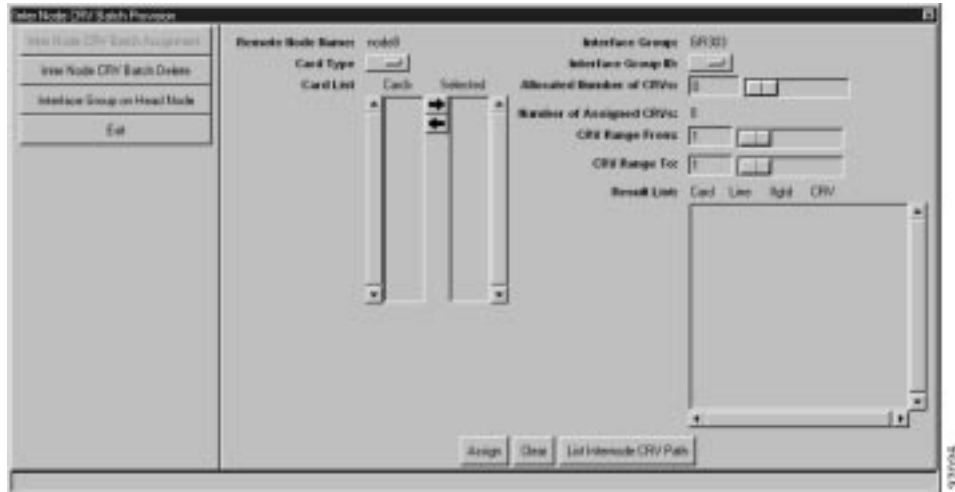 Inter Node CRV Batch Provision
Inter Node CRV Batch Assignment
Inter Node CRV Batch Delete
Interface Group on Head Node
Exit
Remote Node Name: node8
Card Type
Card List Cards Selected
Interface Group: GR303
Interface Group ID:
Allocated Number of CRVs: 0
Number of Assigned CRVs: 0
CRV Range From: 1
CRV Range To: 1
Result List: Card Line CRV
Assign Clear List Internode CRV Path